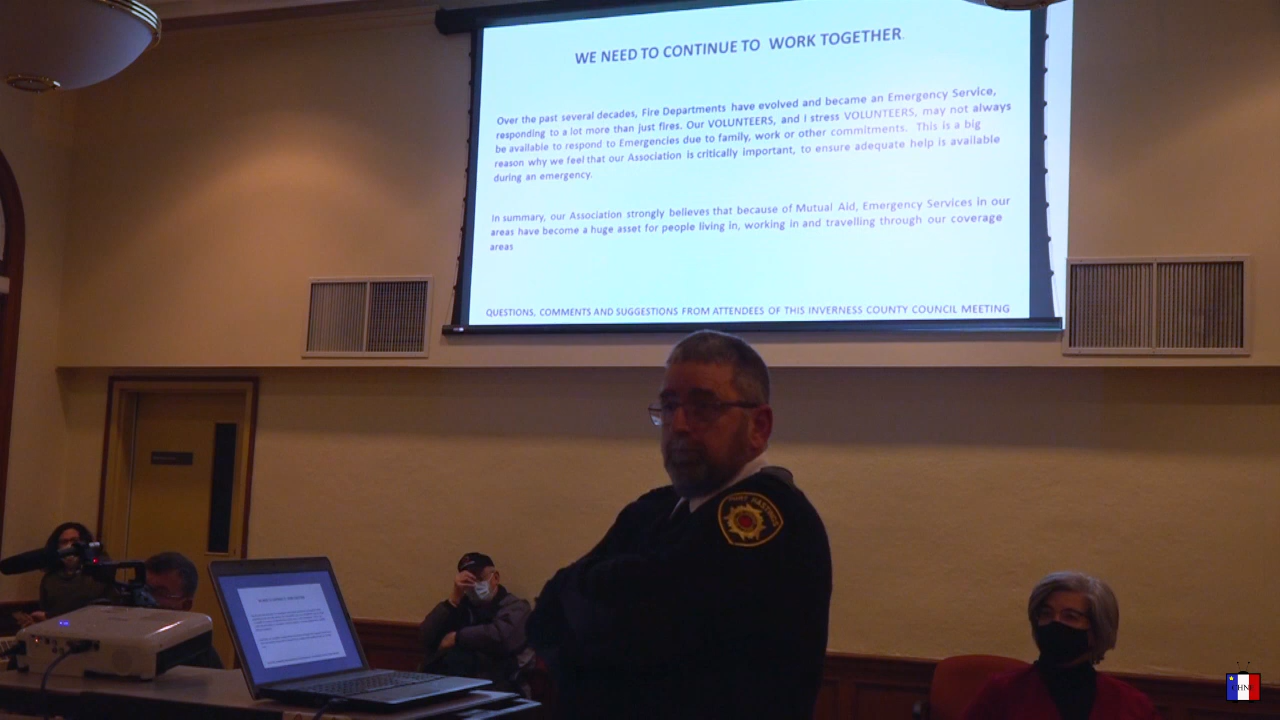 WE NEED TO CONTINUE TO WORK TOGETHER.
Over the past several decades, Fire Departments have evolved and became an Emergency Service,
responding to a lot more than just fires. Our VOLUNTEERS, and I stress VOLUNTEERS, may not always
be available to respond to Emergencies due to family, work or other commitments. This is a big
reason why we feel that our Association is critically important, to ensure adequate help is available
during an emergency.
In summary, our Association strongly believes that because of Mutual Aid, Emergency Services in our
areas have become a huge asset for people living in, working in and travelling through our coverage
areas
QUESTIONS, COMMENTS AND SUGGESTIONS FROM ATTENDEES OF THIS INVERNESS COUNTY COUNCIL MEETING
PORT HASTINGS